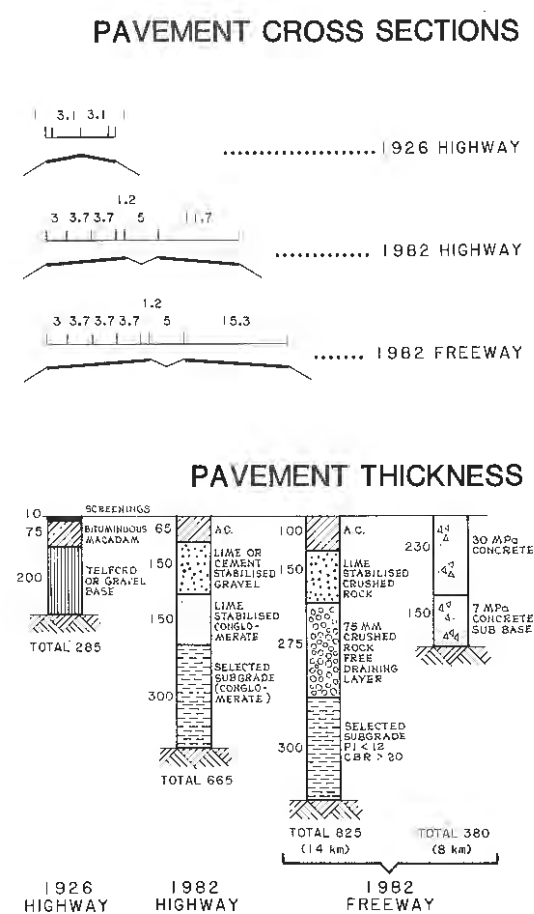 PAVEMENT CROSS SECTIONS
3.1 3.1
1926 HIGHWAY
1.2
3 3.7 3.7 5 11.7
1982 HIGHWAY
1.2
3 3.7 3.7 3.7 5 15.3
1982 FREEWAY
PAVEMENT THICKNESS
10 SCREENINGS
75 BITUMINUOUS
MACADAM
200 TELFORD
OR GRAVEL
BASE
TOTAL 285
65 A.C.
150 LIME OR
CEMENT
STABILISED
GRAVEL
150 LIME
STABILISED
CONGLO-
MERATE
300 SELECTED
SUBGRADE
(CONGLO-
MERATE)
TOTAL 665
100 A.C.
150 LIME
STABILISED
CRUSHED
ROCK
275 75 MM
CRUSHED
ROCK
FREE
DRAINING
LAYER
300 SELECTED
SUBGRADE
PI < 12
CBR > 20
TOTAL 825
(14 km)
230 30 MPa
CONCRETE
150 7 MPa
CONCRETE
SUB BASE
TOTAL 380
(8 km)
1926
HIGHWAY
1982
HIGHWAY
1982
FREEWAY